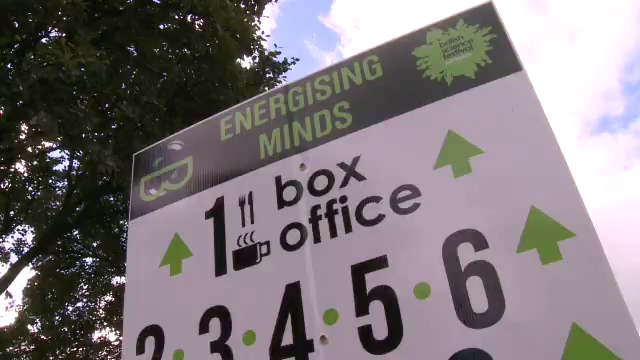 ENERGISING
MINDS
british
science
festival
1 box
office
2·3·4·5·6